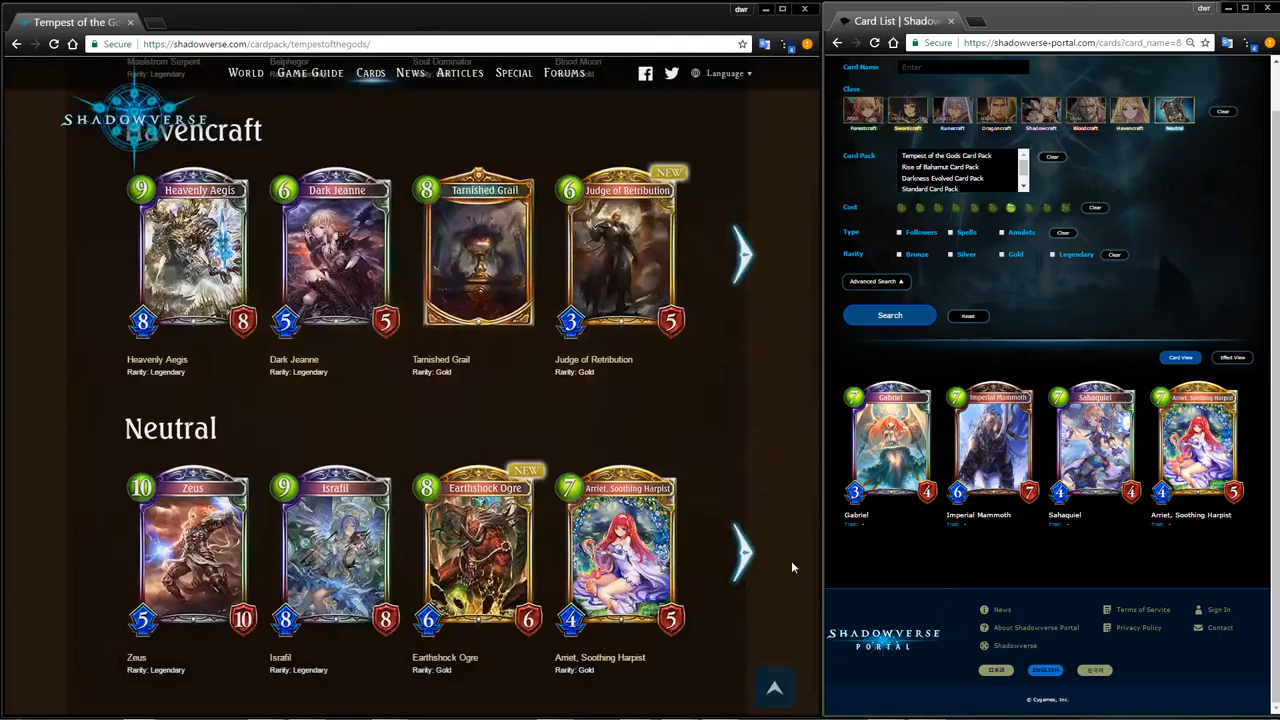 Tempest of the Go
dwr
Secure
https://shadowverse.com/cardpack/tempestofthegods/
Maelstrom Serpent
Belphegor
Soul Dominator
Blood Moon
Rarity: Legendary
WORLD
GAME GUIDE
CARDS
NEWS
ARTICLES
SPECIAL
FORUMS
Language
SHADOWVERSE
Havencraft
NEW
9
Heavenly Aegis
8
8
6
Dark Jeanne
5
5
8
Tarnished Grail
6
Judge of Retribution
3
5
Heavenly Aegis
Rarity: Legendary
Dark Jeanne
Rarity: Legendary
Tarnished Grail
Rarity: Gold
Judge of Retribution
Rarity: Gold
Neutral
NEW
10
Zeus
5
10
9
Israfil
8
8
8
Earthshock Ogre
6
6
7
Arriet, Soothing Harpist
4
5
Zeus
Rarity: Legendary
Israfil
Rarity: Legendary
Earthshock Ogre
Rarity: Gold
Arriet, Soothing Harpist
Rarity: Gold
Card List | Shadow
dwr
Secure
https://shadowverse-portal.com/cards?card_name=8
Card Name
Enter
Class
Forestcraft
Swordcraft
Runecraft
Dragoncraft
Shadowcraft
Bloodcraft
Havencraft
Neutral
Clear
Card Pack
Tempest of the Gods Card Pack
Rise of Bahamut Card Pack
Darkness Evolved Card Pack
Standard Card Pack
Clear
Cost
Clear
Type
Followers
Spells
Amulets
Clear
Rarity
Bronze
Silver
Gold
Legendary
Clear
Advanced Search ▲
Search
Reset
Card View
Effect View
7
Gabriel
3
4
7
Imperial Mammoth
6
7
7
Sahaquiel
4
4
7
Arriet, Soothing Harpist
4
5
Gabriel
Trait: -
Imperial Mammoth
Trait: -
Sahaquiel
Trait: -
Arriet, Soothing Harpist
Trait: -
SHADOWVERSE
PORTAL
News
About Shadowverse Portal
Shadowverse
Terms of Service
Privacy Policy
Sign In
Contact
日本語
ENGLISH
한국어
© Cygames, Inc.